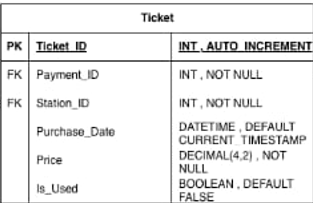 Ticket
PK Ticket_ID INT , AUTO_INCREMENT
FK Payment_ID INT , NOT NULL
FK Station_ID INT , NOT NULL
Purchase_Date DATETIME , DEFAULT
CURRENT_TIMESTAMP
Price DECIMAL(4,2) , NOT
NULL
Is_Used BOOLEAN , DEFAULT
FALSE